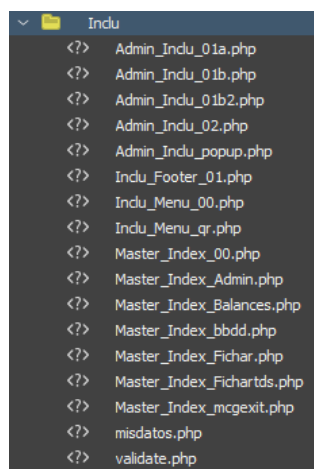 Inclu
<?> Admin_Inclu_01a.php
<?> Admin_Inclu_01b.php
<?> Admin_Inclu_01b2.php
<?> Admin_Inclu_02.php
<?> Admin_Inclu_popup.php
<?> Inclu_Footer_01.php
<?> Inclu_Menu_00.php
<?> Inclu_Menu_qr.php
<?> Master_Index_00.php
<?> Master_Index_Admin.php
<?> Master_Index_Balances.php
<?> Master_Index_bbdd.php
<?> Master_Index_Fichar.php
<?> Master_Index_Fichartds.php
<?> Master_Index_mcgexit.php
<?> misdatos.php
<?> validate.php